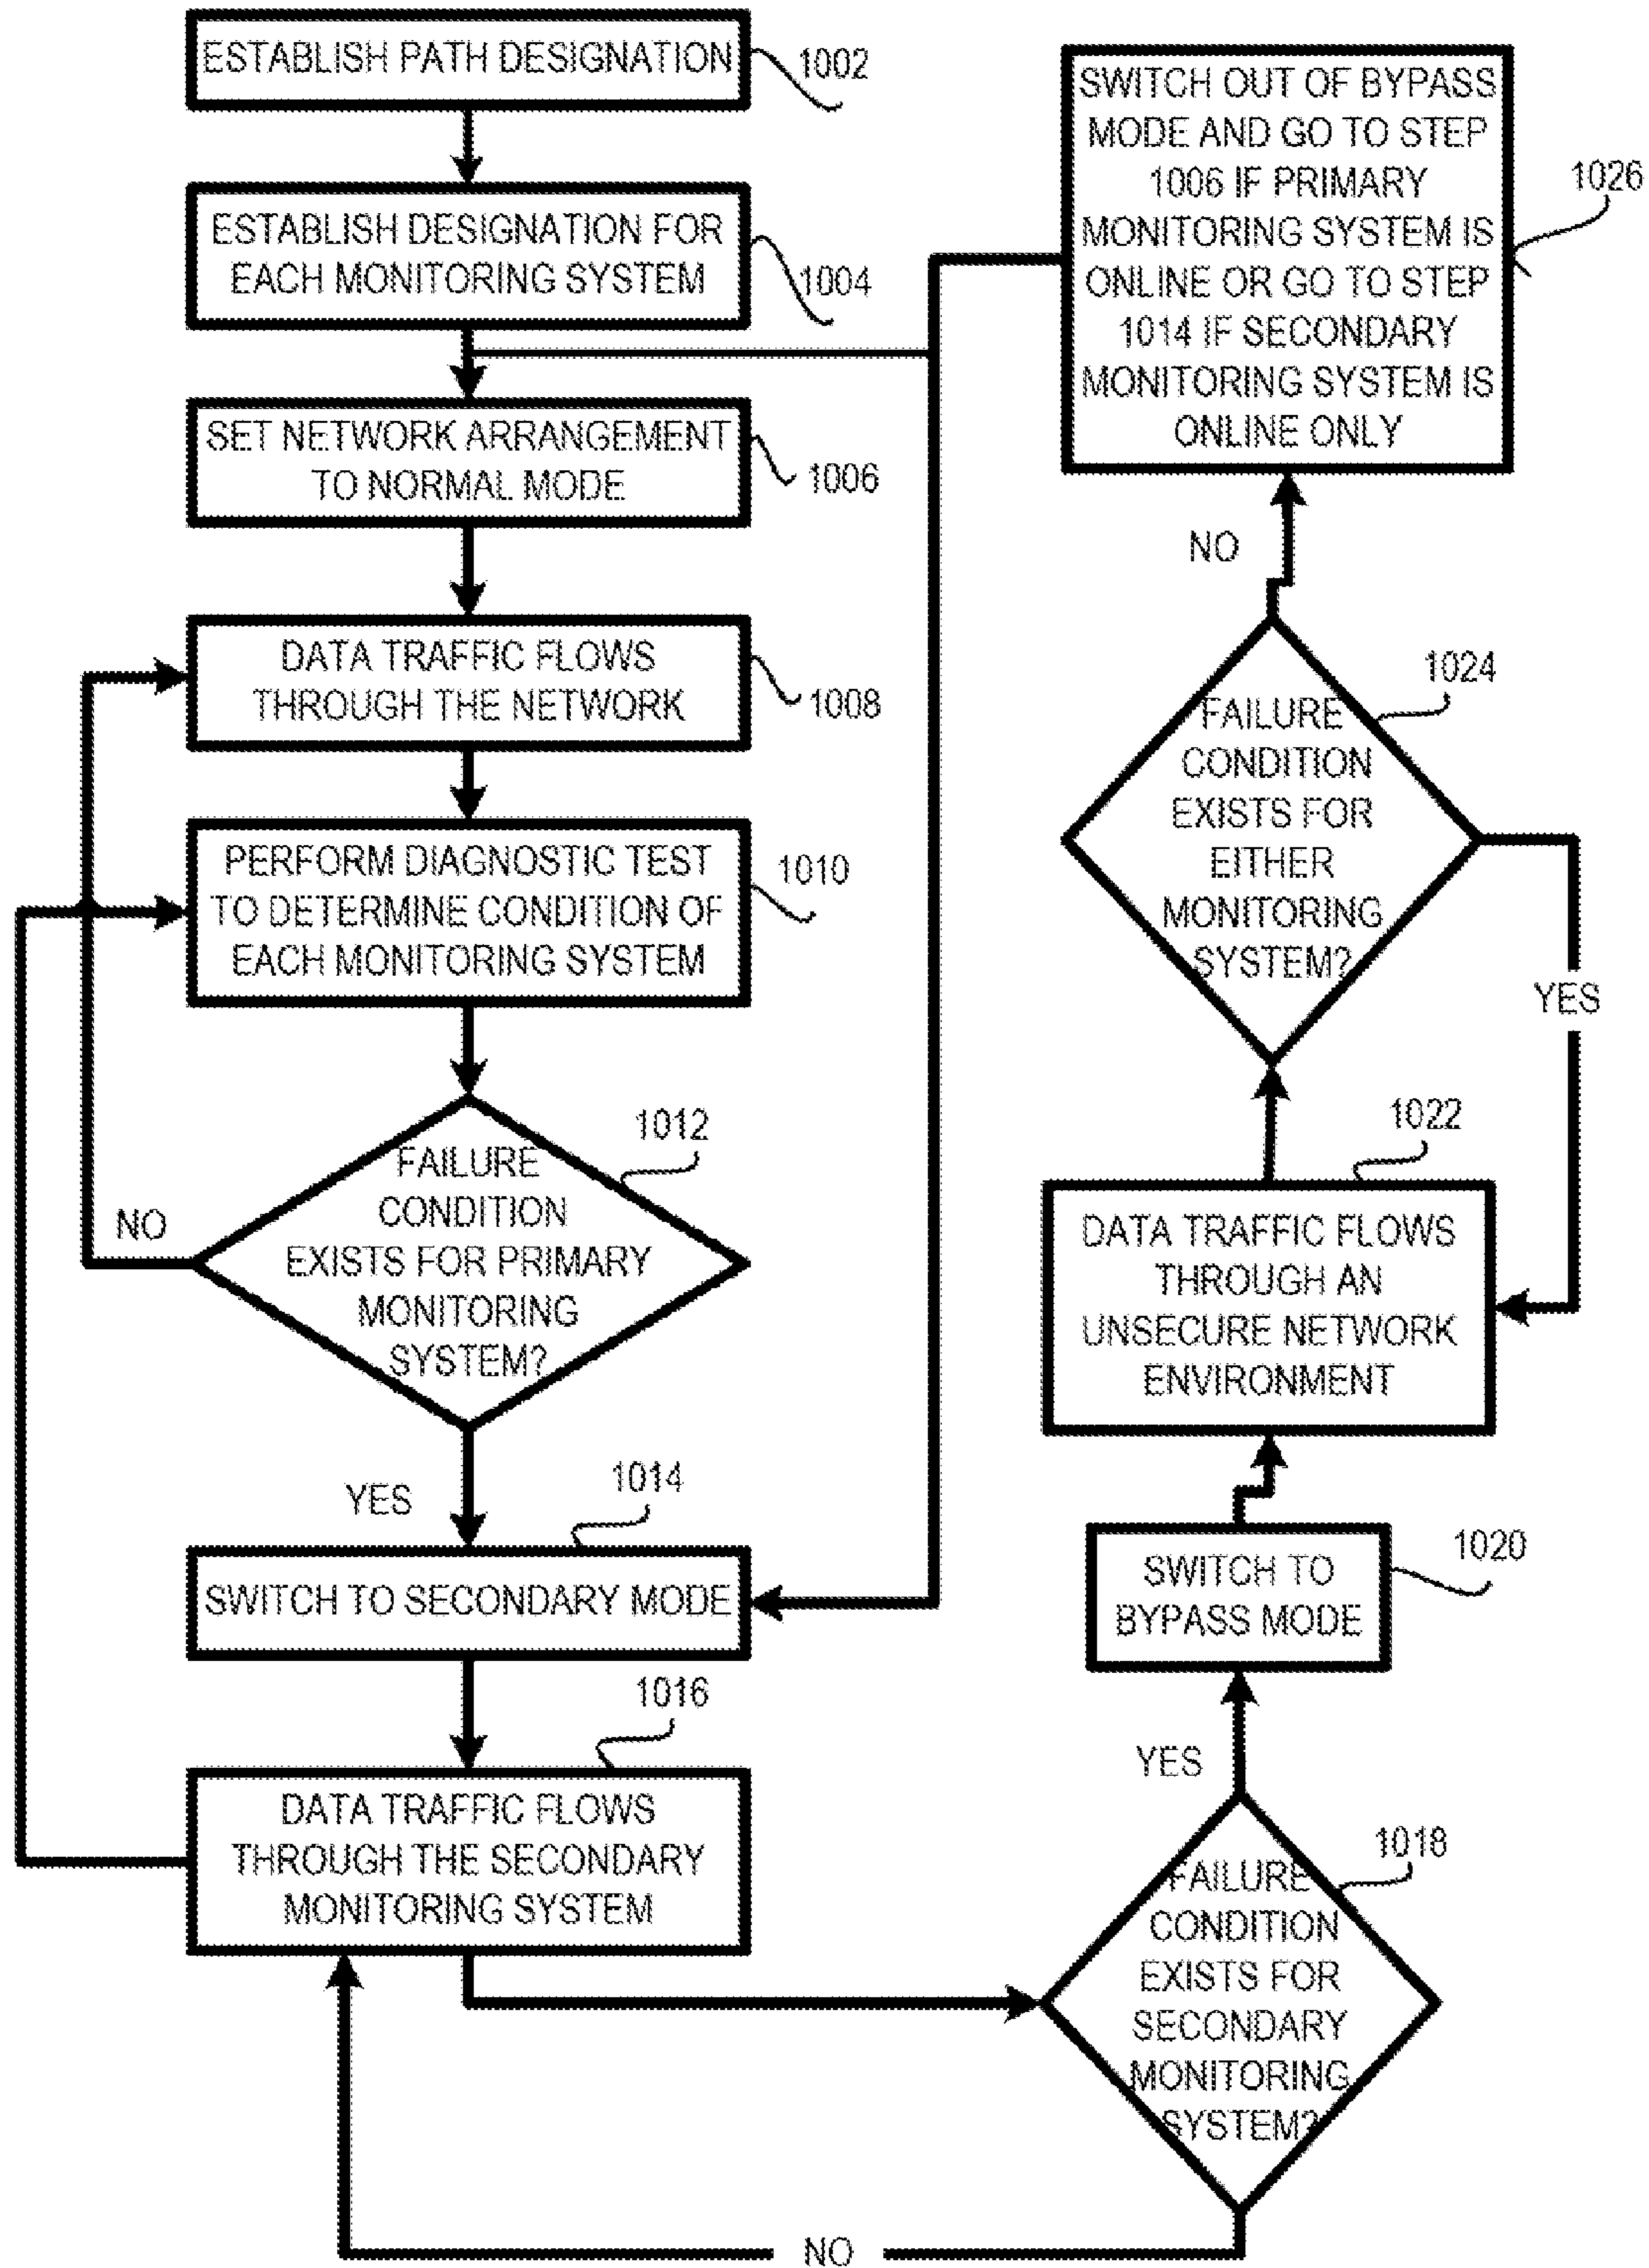 ESTABLISH PATH DESIGNATION
1002
ESTABLISH DESIGNATION FOR
EACH MONITORING SYSTEM
1004
SET NETWORK ARRANGEMENT
TO NORMAL MODE
1006
DATA TRAFFIC FLOWS
THROUGH THE NETWORK
1008
PERFORM DIAGNOSTIC TEST
TO DETERMINE CONDITION OF
EACH MONITORING SYSTEM
1010
FAILURE
CONDITION
EXISTS FOR PRIMARY
MONITORING
SYSTEM?
1012
NO
YES
SWITCH TO SECONDARY MODE
1014
DATA TRAFFIC FLOWS
THROUGH THE SECONDARY
MONITORING SYSTEM
1016
FAILURE
CONDITION
EXISTS FOR
SECONDARY
MONITORING
SYSTEM?
1018
NO
YES
SWITCH TO
BYPASS MODE
1020
DATA TRAFFIC FLOWS
THROUGH AN
UNSECURE NETWORK
ENVIRONMENT
1022
FAILURE
CONDITION
EXISTS FOR
EITHER
MONITORING
SYSTEM?
1024
YES
NO
SWITCH OUT OF BYPASS
MODE AND GO TO STEP
1006 IF PRIMARY
MONITORING SYSTEM IS
ONLINE OR GO TO STEP
1014 IF SECONDARY
MONITORING SYSTEM IS
ONLINE ONLY
1026